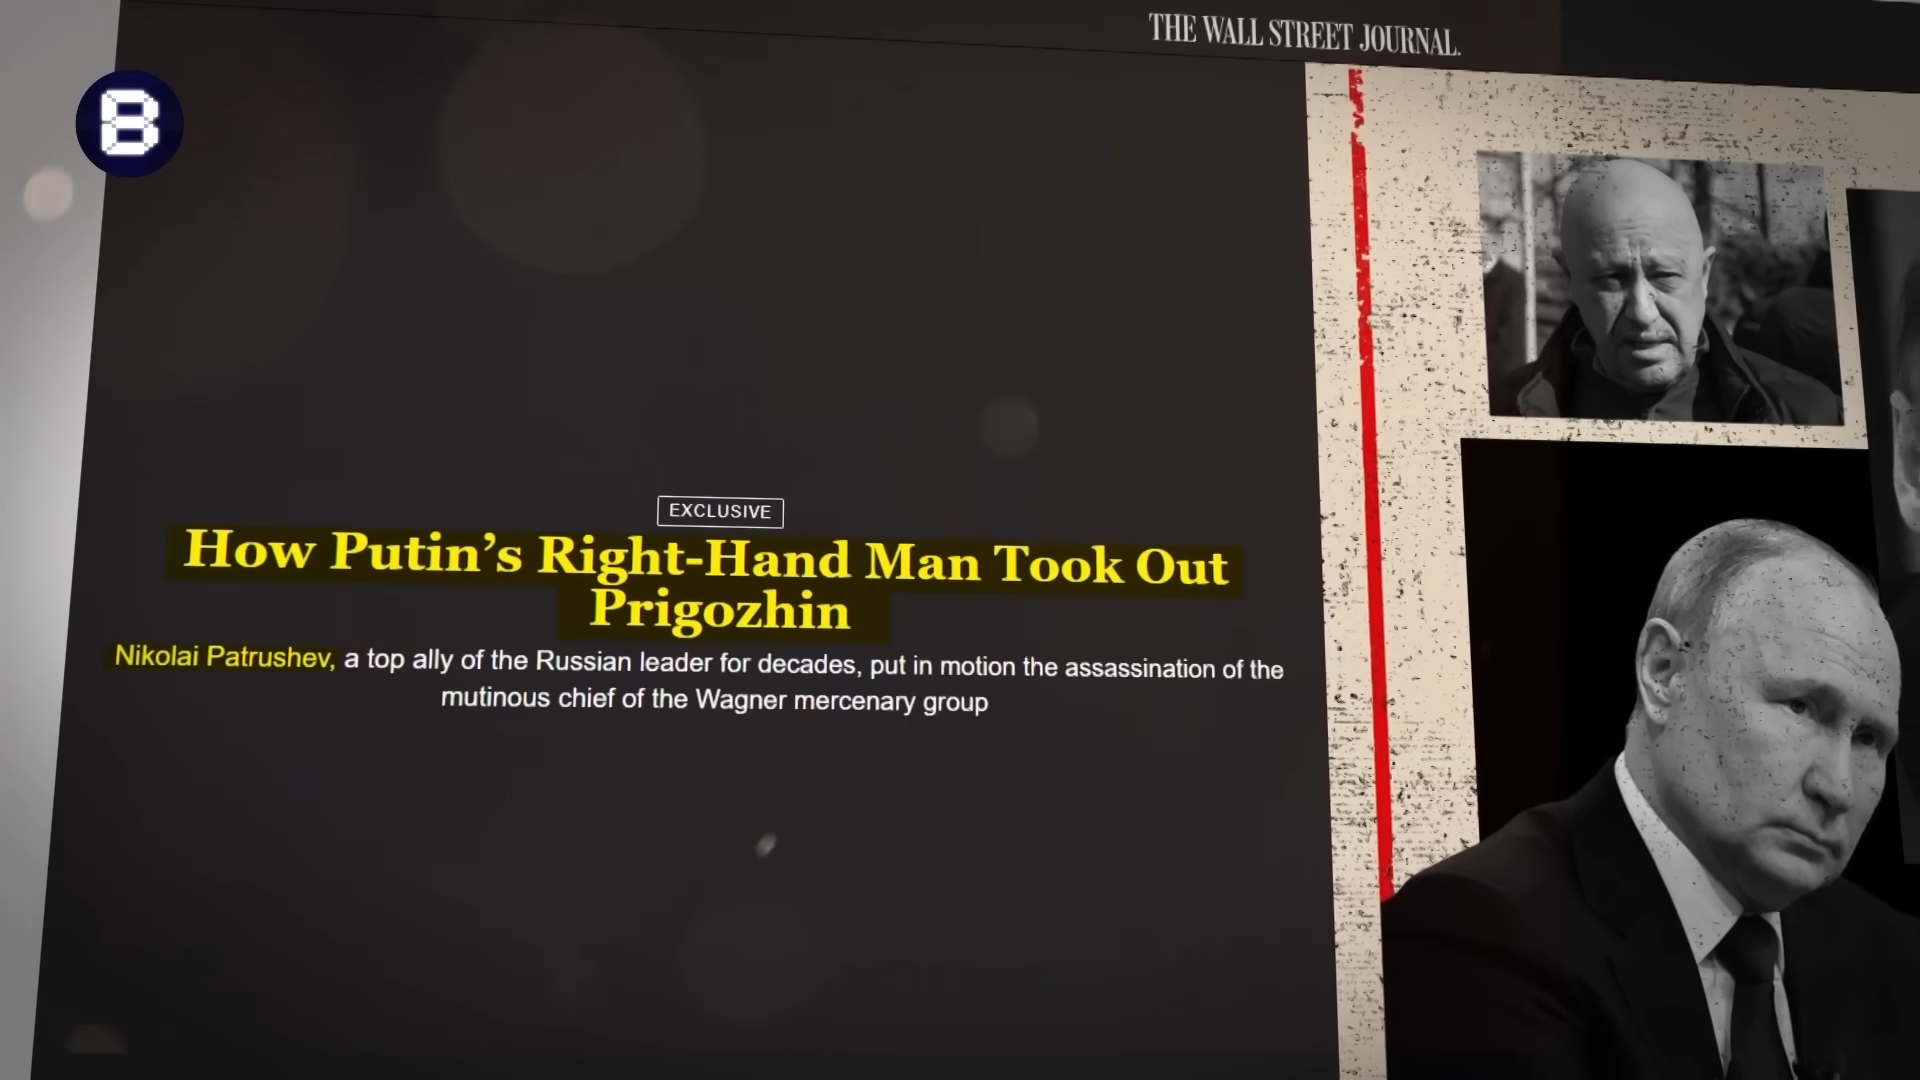 THE WALL STREET JOURNAL.
B
EXCLUSIVE
How Putin’s Right-Hand Man Took Out
Prigozhin
Nikolai Patrushev, a top ally of the Russian leader for decades, put in motion the assassination of the
mutinous chief of the Wagner mercenary group